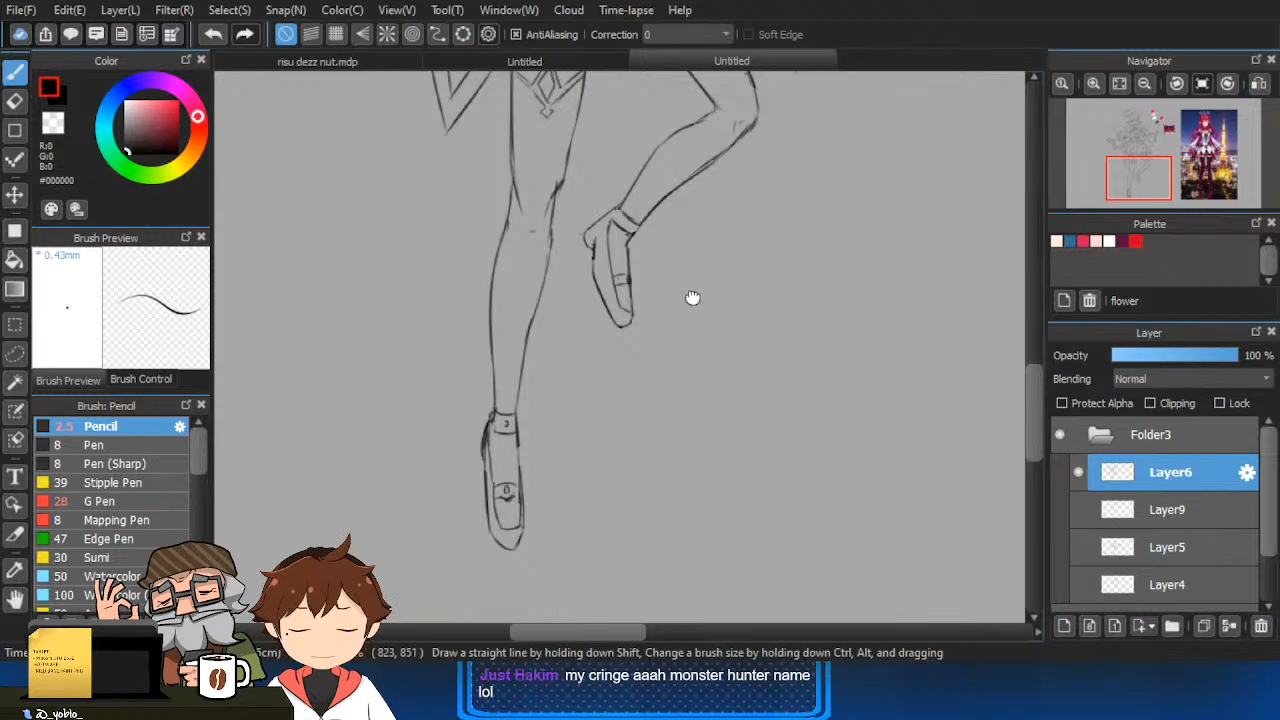 File(F) Edit(E) Layer(L) Filter(R) Select(S) Snap(N) Color(C) View(V) Tool(T) Window(W) Cloud Time-lapse Help
AntiAliasing Correction 0 Soft Edge
Color
risu dezz nut.mdp Untitled Untitled
Navigator
R:0
G:0
B:0
#000000
Brush Preview
0.43mm
Brush Preview Brush Control
Brush: Pencil
2.5 Pencil
8 Pen
8 Pen (Sharp)
39 Stipple Pen
28 G Pen
8 Mapping Pen
47 Edge Pen
30 Sumi
50
100
Palette
flower
Layer
Opacity 100 %
Blending Normal
Protect Alpha Clipping Lock
Folder3
Layer6
Layer9
Layer5
Layer4
( 823, 851 ) Draw a straight line by holding down Shift, Change a brush size by holding down Ctrl, Alt, and dragging
Just Hakim my cringe aaah monster hunter name
lol